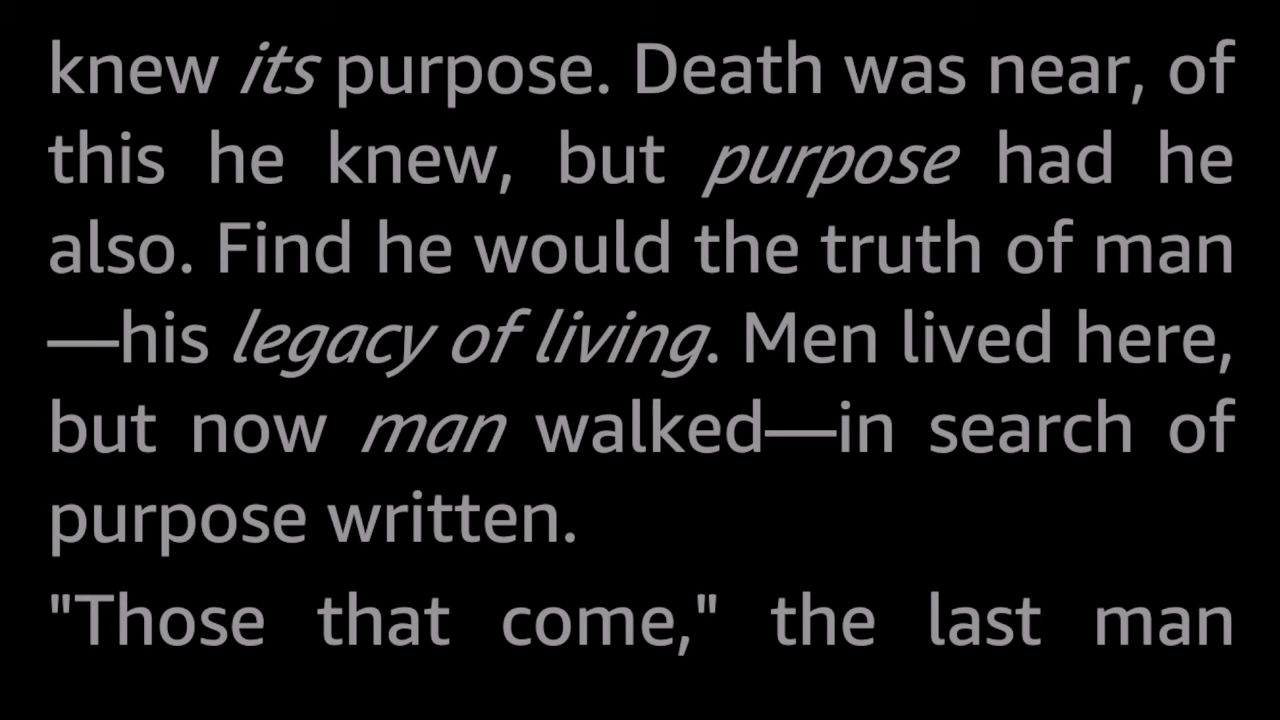 knew its purpose. Death was near, of
this he knew, but purpose had he
also. Find he would the truth of man
—his legacy of living. Men lived here,
but now man walked—in search of
purpose written.
"Those that come," the last man